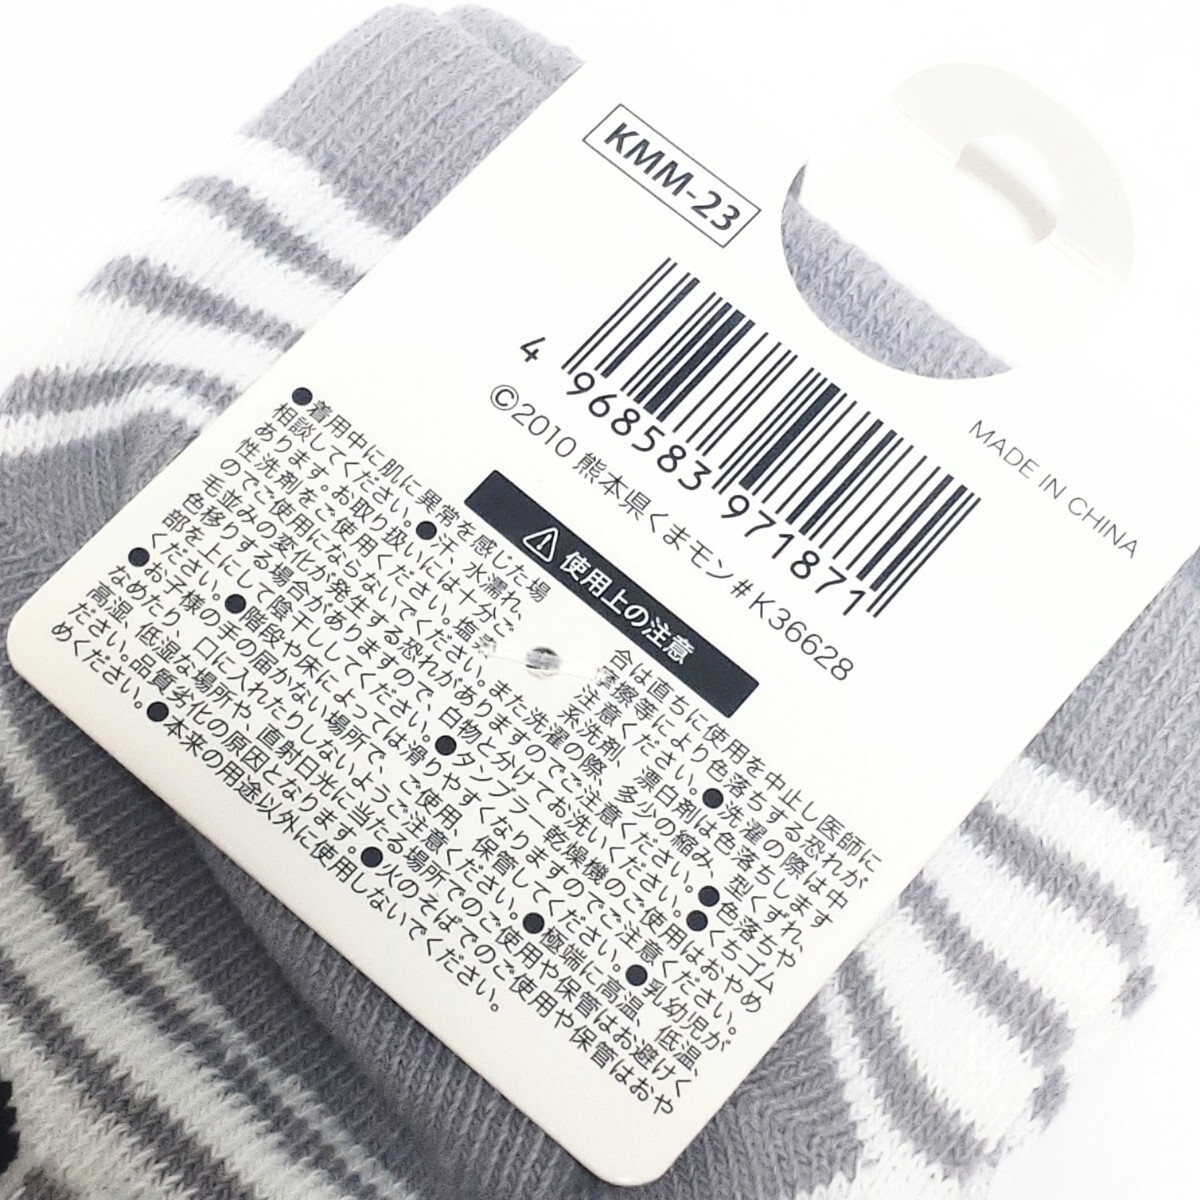 KMM-23
4 968583 971871
©2010 熊本県くまモン#K36628
MADE IN CHINA
使用上の注意
●着用中に肌に異常を感じた場合は直ちに使用を中止し医師に
相談してください。●汗、水濡れ、摩擦等により色落ちする恐れが
あります。お取り扱いには十分ご注意ください。●洗濯の際は中
性洗剤をご使用ください。塩素系洗剤、漂白剤は色落ちします
のでご使用にならないでください。また洗濯の際、多少の縮み、型くずれ、
毛並みの変化が発生する恐れがありますのでご注意ください。●色落ちや
色移りする場合がありますので、白物と分けてお洗いください。●くちゴム
部を上にして陰干ししてください。●タンブラー乾燥機のご使用はおやめ
ください。●階段や床によっては滑りやすくなりますのでご注意ください。
●お子様の手の届かない場所で、ご使用、保管してください。●乳幼児が
なめたり、口に入れたりしないようご注意ください。●極端に高温、低温、
高湿、低湿な場所や、直射日光に当たる場所でのご使用や保管はお避けく
ださい。品質劣化の原因となります。●火のそばでのご使用や保管はおや
めください。●本来の用途以外に使用しないでください。